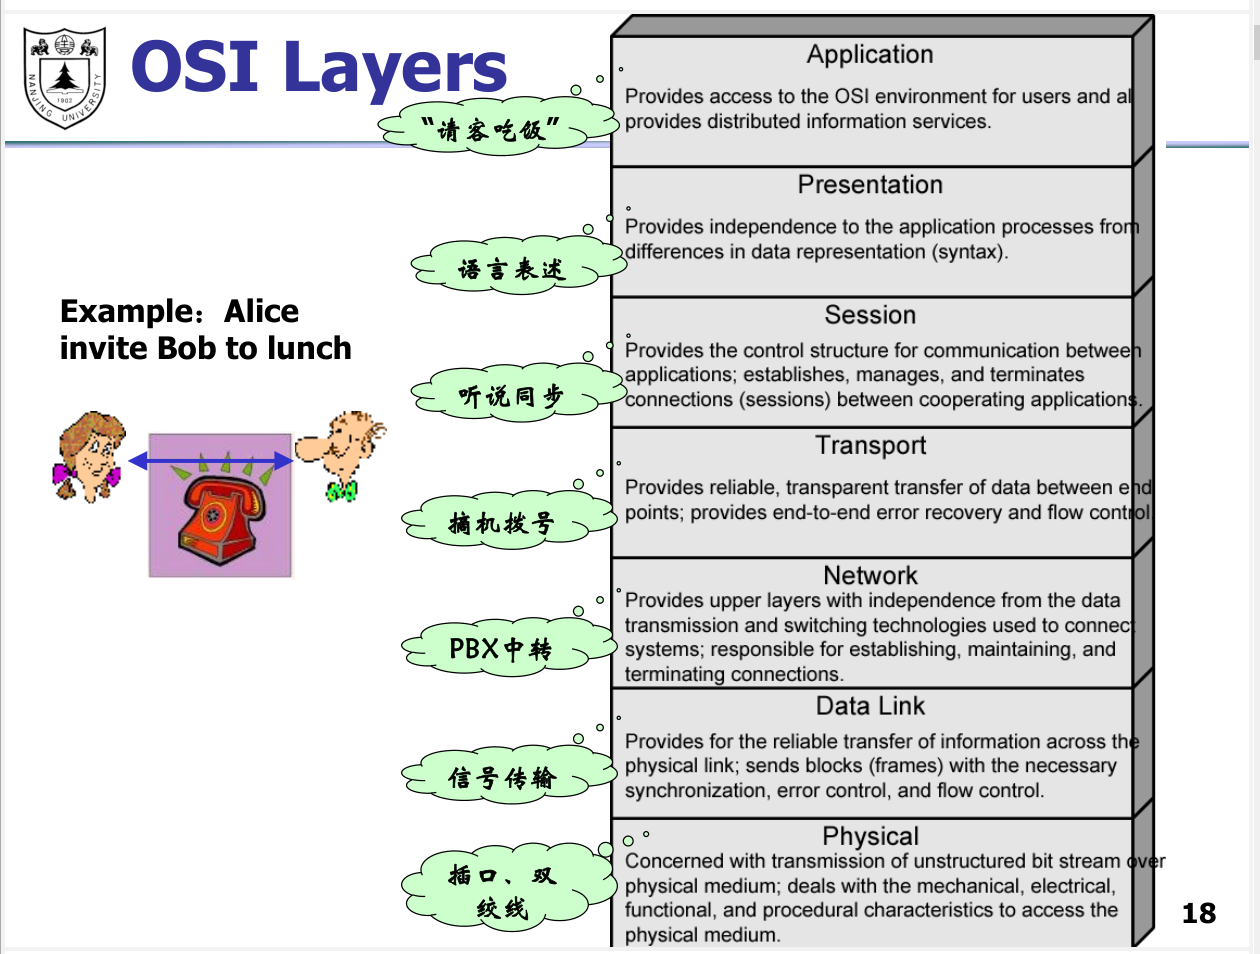 OSI Layers
NANJING UNIVERSITY
1902
Example：Alice
invite Bob to lunch
“请客吃饭”
Application
Provides access to the OSI environment for users and al
provides distributed information services.
语言表述
Presentation
Provides independence to the application processes from
differences in data representation (syntax).
听说同步
Session
Provides the control structure for communication between
applications; establishes, manages, and terminates
connections (sessions) between cooperating applications.
摘机拨号
Transport
Provides reliable, transparent transfer of data between end
points; provides end-to-end error recovery and flow control.
PBX中转
Network
Provides upper layers with independence from the data
transmission and switching technologies used to connect
systems; responsible for establishing, maintaining, and
terminating connections.
信号传输
Data Link
Provides for the reliable transfer of information across the
physical link; sends blocks (frames) with the necessary
synchronization, error control, and flow control.
插口、双
绞线
Physical
Concerned with transmission of unstructured bit stream over
physical medium; deals with the mechanical, electrical,
functional, and procedural characteristics to access the
physical medium.
18